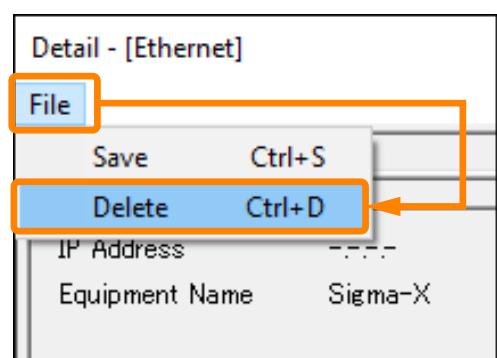 Detail - [Ethernet]
File
Save Ctrl+S
Delete Ctrl+D
IP Address -.-.-.-
Equipment Name Sigma-X